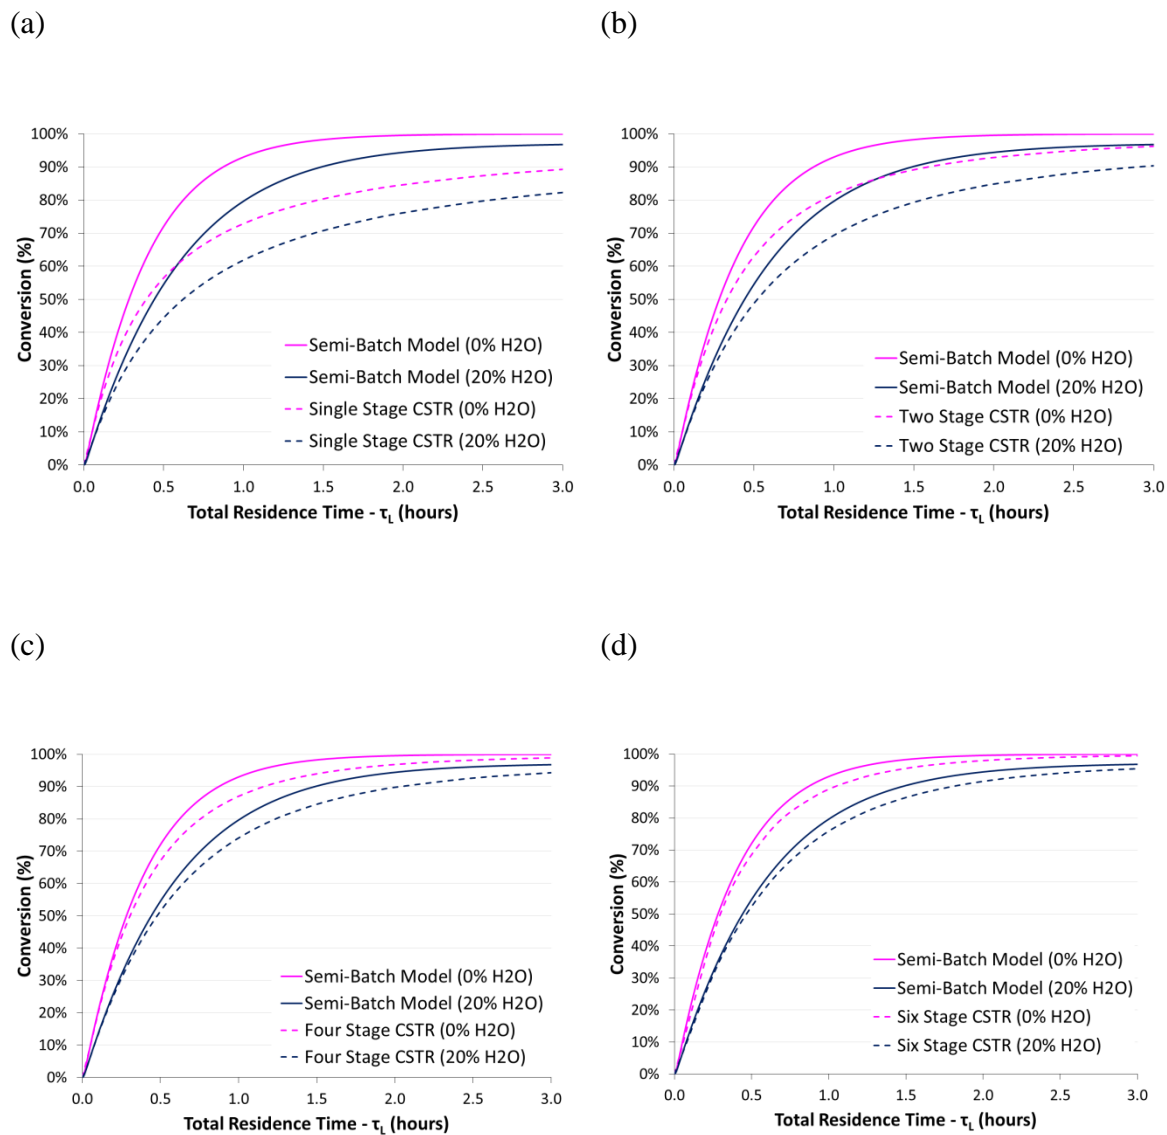 (a)
100%
90%
80%
70%
60%
50%
40%
30%
20%
10%
0%
Conversion (%)
Semi-Batch Model (0% H2O)
Semi-Batch Model (20% H2O)
Single Stage CSTR (0% H2O)
Single Stage CSTR (20% H2O)
0.0 0.5 1.0 1.5 2.0 2.5 3.0
Total Residence Time - τL (hours)
(b)
100%
90%
80%
70%
60%
50%
40%
30%
20%
10%
0%
Conversion (%)
Semi-Batch Model (0% H2O)
Semi-Batch Model (20% H2O)
Two Stage CSTR (0% H2O)
Two Stage CSTR (20% H2O)
0.0 0.5 1.0 1.5 2.0 2.5 3.0
Total Residence Time - τL (hours)
(c)
100%
90%
80%
70%
60%
50%
40%
30%
20%
10%
0%
Conversion (%)
Semi-Batch Model (0% H2O)
Semi-Batch Model (20% H2O)
Four Stage CSTR (0% H2O)
Four Stage CSTR (20% H2O)
0.0 0.5 1.0 1.5 2.0 2.5 3.0
Total Residence Time - τL (hours)
(d)
100%
90%
80%
70%
60%
50%
40%
30%
20%
10%
0%
Conversion (%)
Semi-Batch Model (0% H2O)
Semi-Batch Model (20% H2O)
Six Stage CSTR (0% H2O)
Six Stage CSTR (20% H2O)
0.0 0.5 1.0 1.5 2.0 2.5 3.0
Total Residence Time - τL (hours)